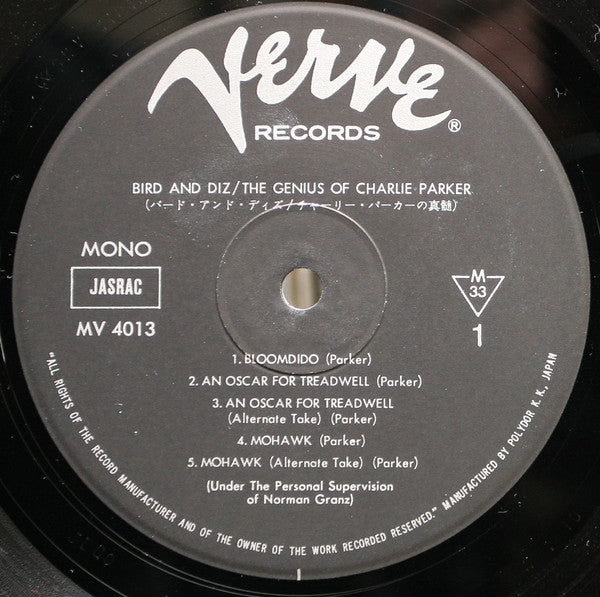 Verve
RECORDS ®
BIRD AND DIZ/THE GENIUS OF CHARLIE PARKER
(バード・アンド・ディズ/チャーリー・パーカーの真髄)
MONO
JASRAC
MV 4013
M
33
1
1. BLOOMDIDO (Parker)
2. AN OSCAR FOR TREADWELL (Parker)
3. AN OSCAR FOR TREADWELL
(Alternate Take) (Parker)
4. MOHAWK (Parker)
5. MOHAWK (Alternate Take) (Parker)
(Under The Personal Supervision
of Norman Granz)
"ALL RIGHTS OF THE RECORD MANUFACTURER AND OF THE OWNER OF THE WORK RECORDED RESERVED." MANUFACTURED BY POLYDOR K. K., JAPAN